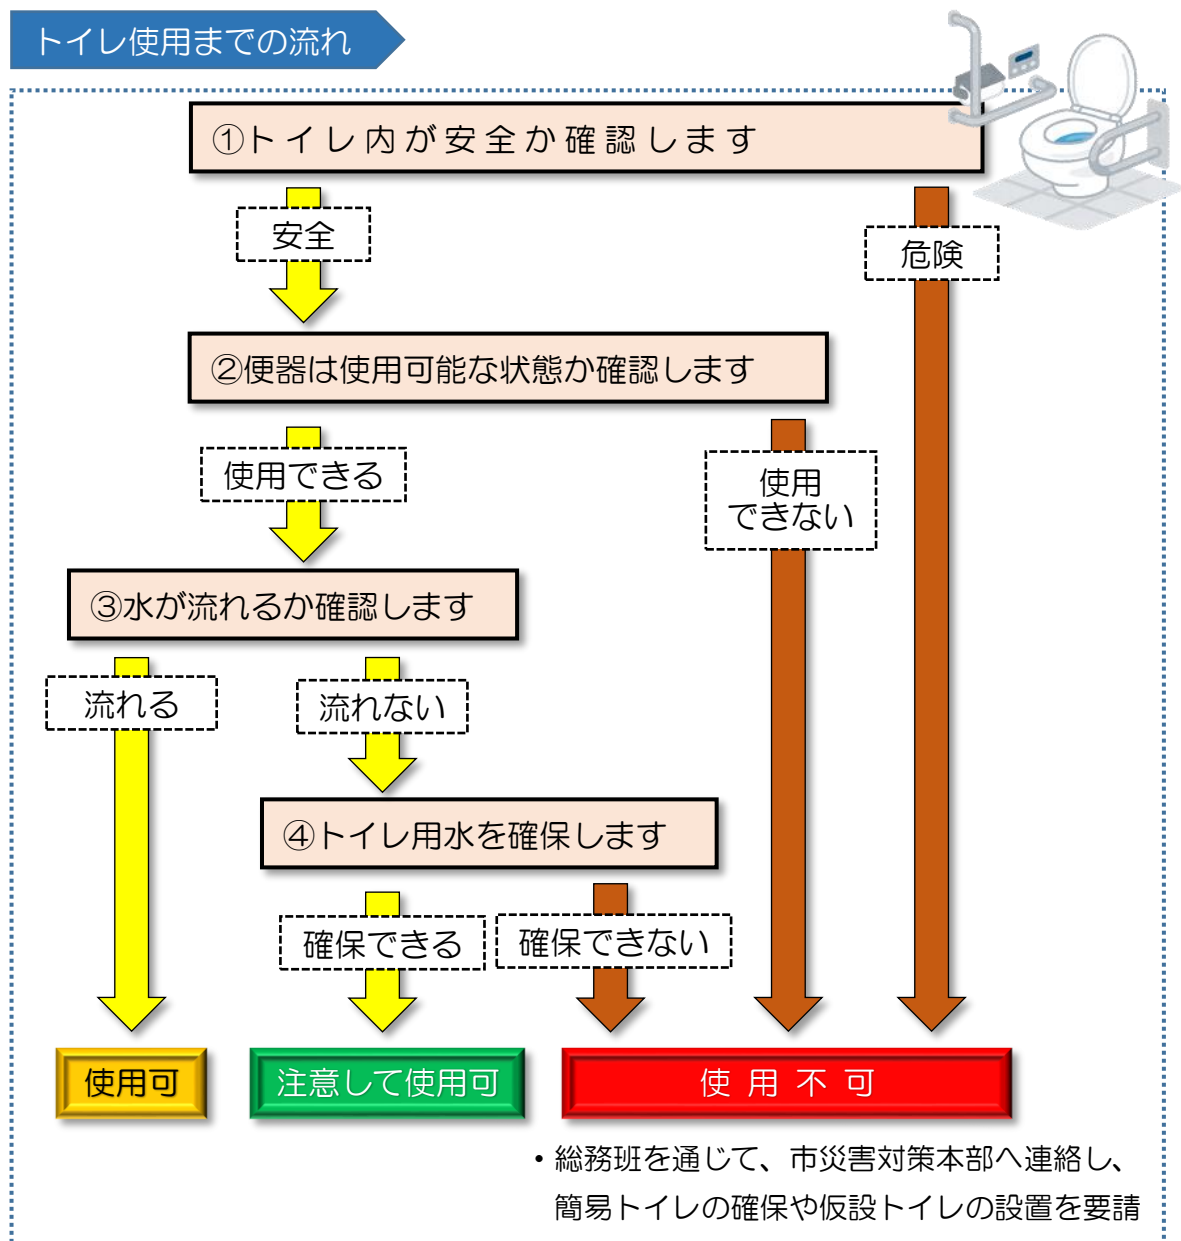 トイレ使用までの流れ
①トイレ内が安全か確認します
安全
危険
②便器は使用可能な状態か確認します
使用できる
使用
できない
③水が流れるか確認します
流れる
流れない
④トイレ用水を確保します
確保できる
確保できない
使用可
注意して使用可
使用不可
・総務班を通じて、市災害対策本部へ連絡し、
簡易トイレの確保や仮設トイレの設置を要請